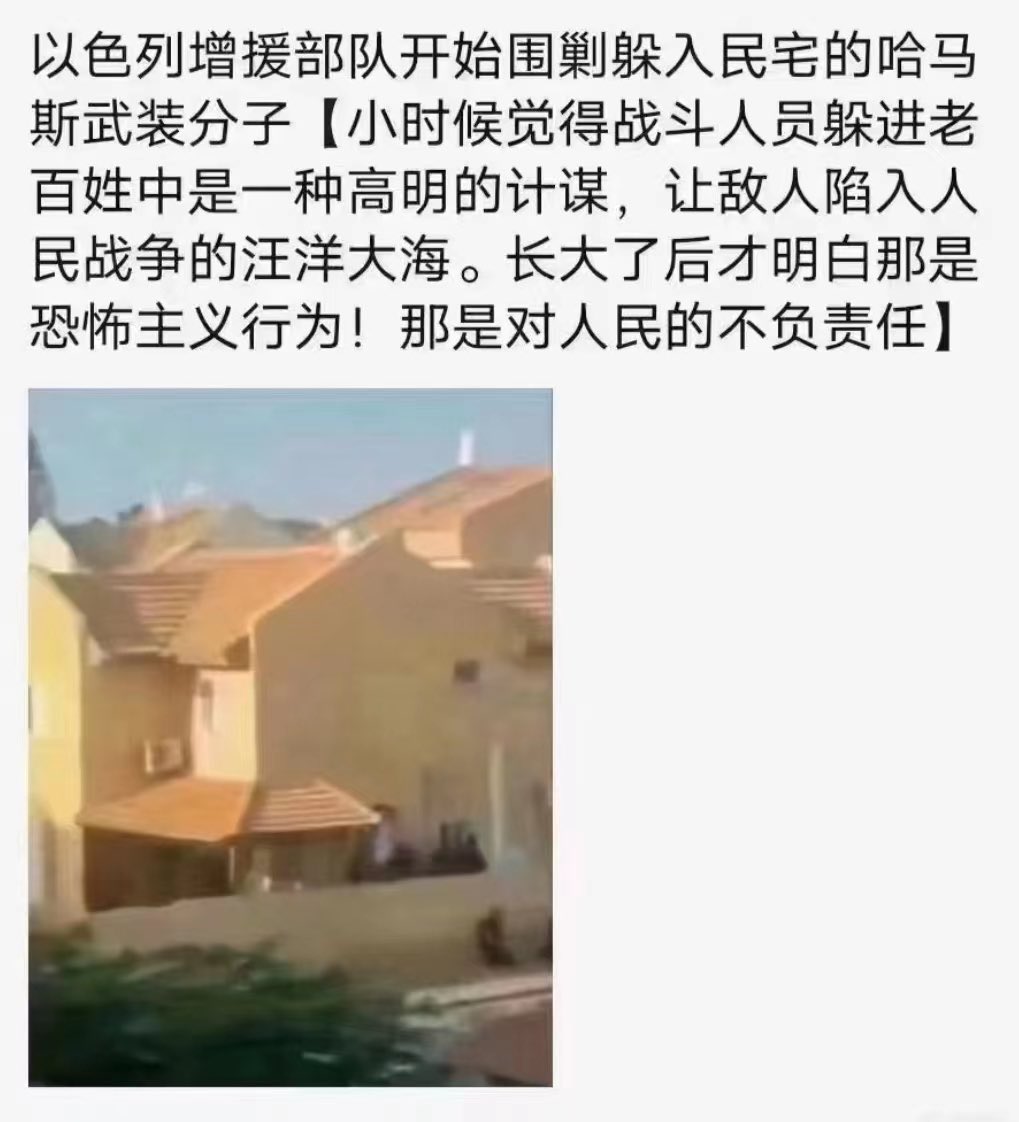 以色列增援部队开始围剿躲入民宅的哈马
斯武装分子【小时候觉得战斗人员躲进老
百姓中是一种高明的计谋，让敌人陷入人
民战争的汪洋大海。长大了后才明白那是
恐怖主义行为！那是对人民的不负责任】